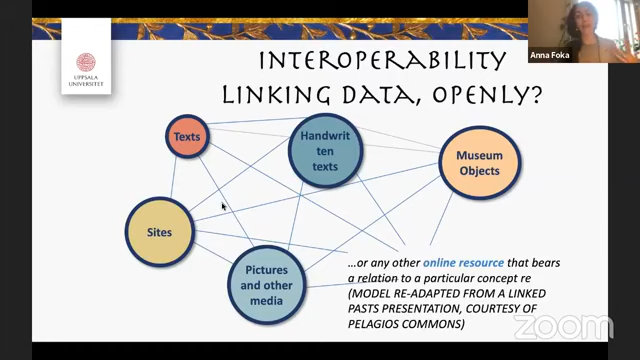 INTEROPERABILITY
LINKING DATA, OPENLY?
UPPSALA
UNIVERSITET
Anna Foka
Texts
Handwrit
ten
texts
Museum
Objects
Sites
Pictures
and other
media
…or any other online resource that bears
a relation to a particular concept re
(MODEL RE-ADAPTED FROM A LINKED
PASTS PRESENTATION, COURTESY OF
PELAGIOS COMMONS)
zoom